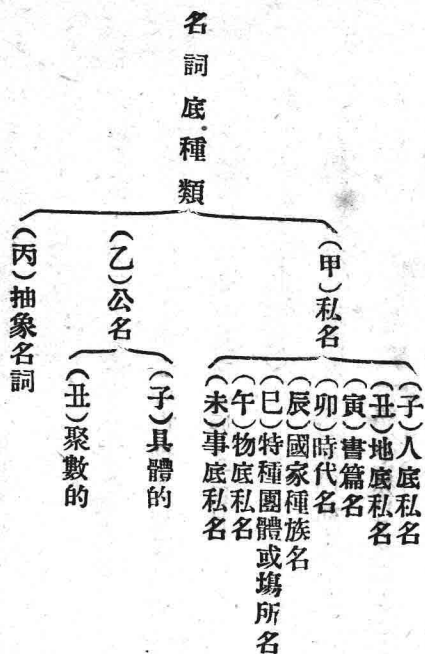 名詞底種類
（甲）私名
（子）人底私名
（丑）地底私名
（寅）書篇名
（卯）時代名
（辰）國家種族名
（巳）特種團體或塲所名
（午）物底私名
（未）事底私名
（乙）公名
（子）具體的
（丑）聚數的
（丙）抽象名詞